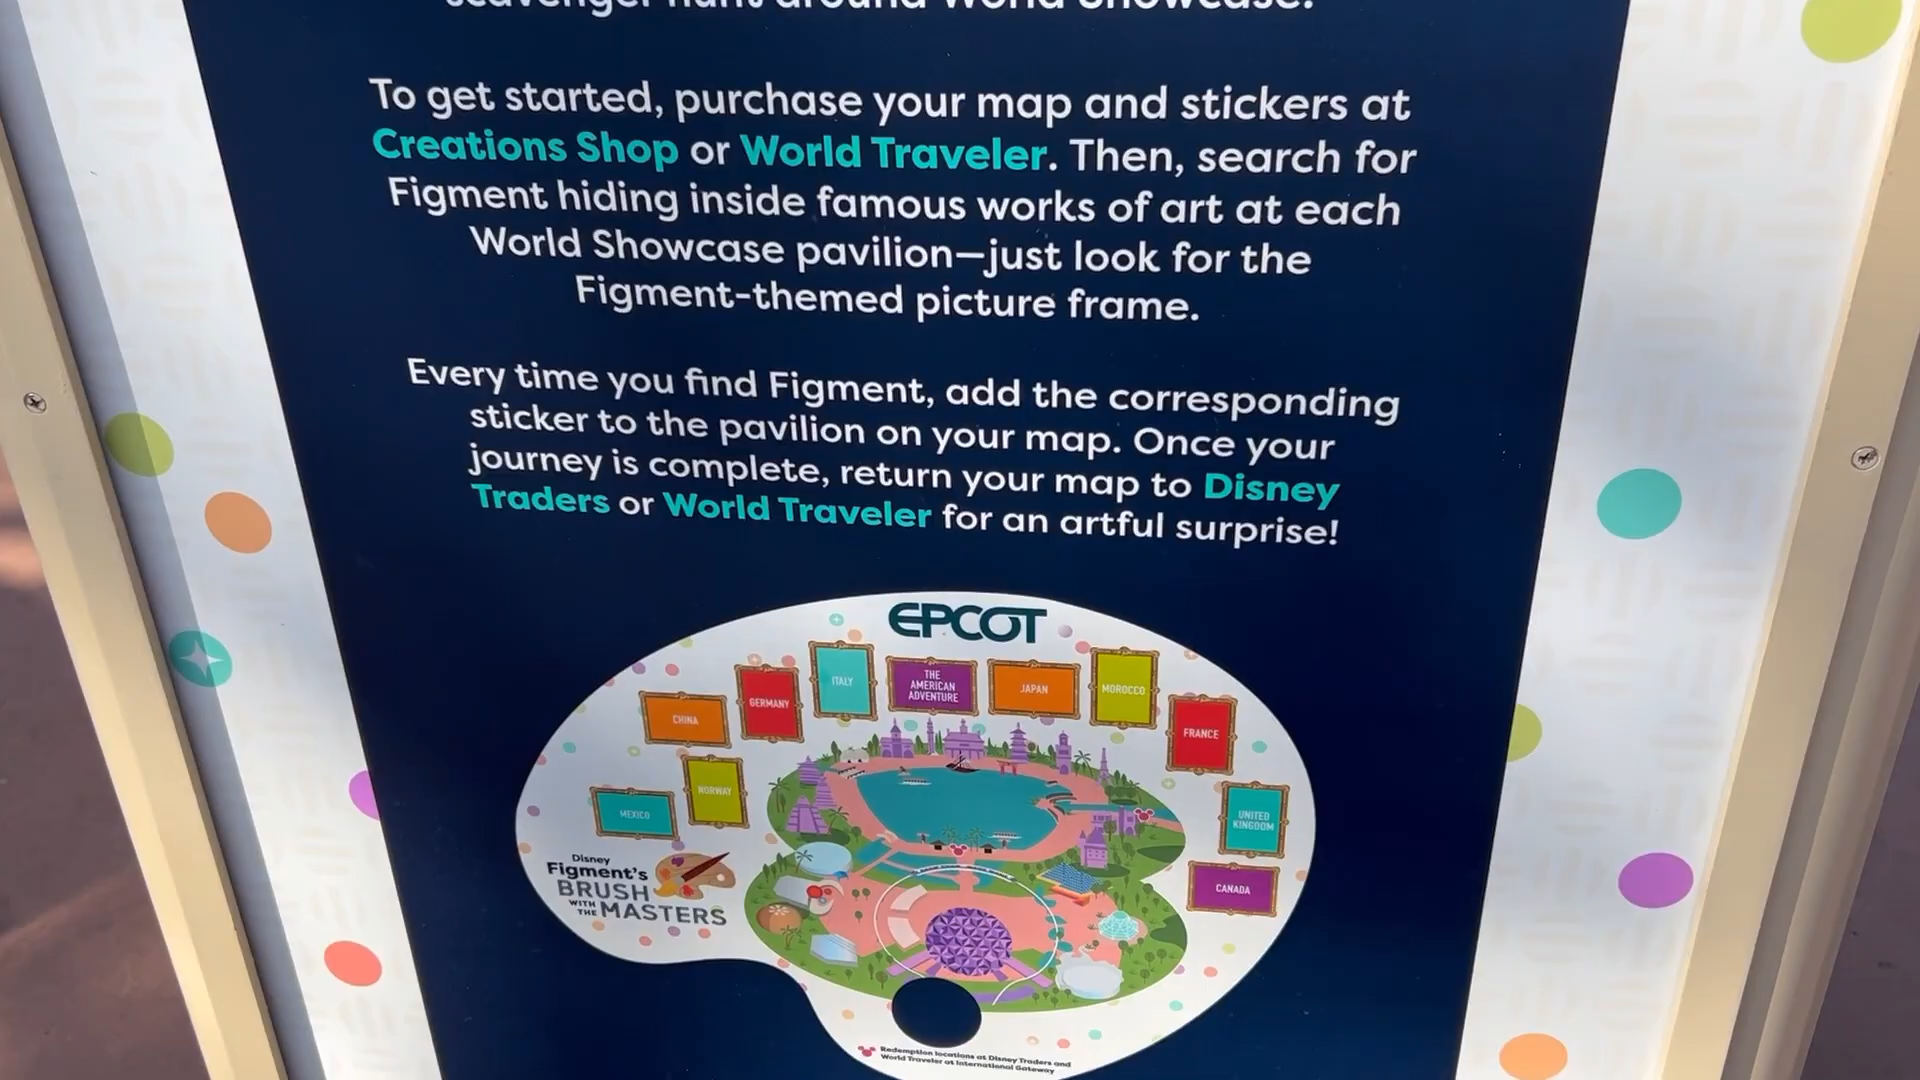 scavenger hunt around World Showcase.
To get started, purchase your map and stickers at
Creations Shop or World Traveler. Then, search for
Figment hiding inside famous works of art at each
World Showcase pavilion—just look for the
Figment-themed picture frame.
Every time you find Figment, add the corresponding
sticker to the pavilion on your map. Once your
journey is complete, return your map to Disney
Traders or World Traveler for an artful surprise!
EPCOT
ITALY
THE
AMERICAN
ADVENTURE
JAPAN
MOROCCO
GERMANY
CHINA
FRANCE
NORWAY
MEXICO
UNITED
KINGDOM
CANADA
Disney
Figment's
BRUSH
WITH
THE MASTERS
Redemption locations at Disney Traders and
World Traveler at International Gateway